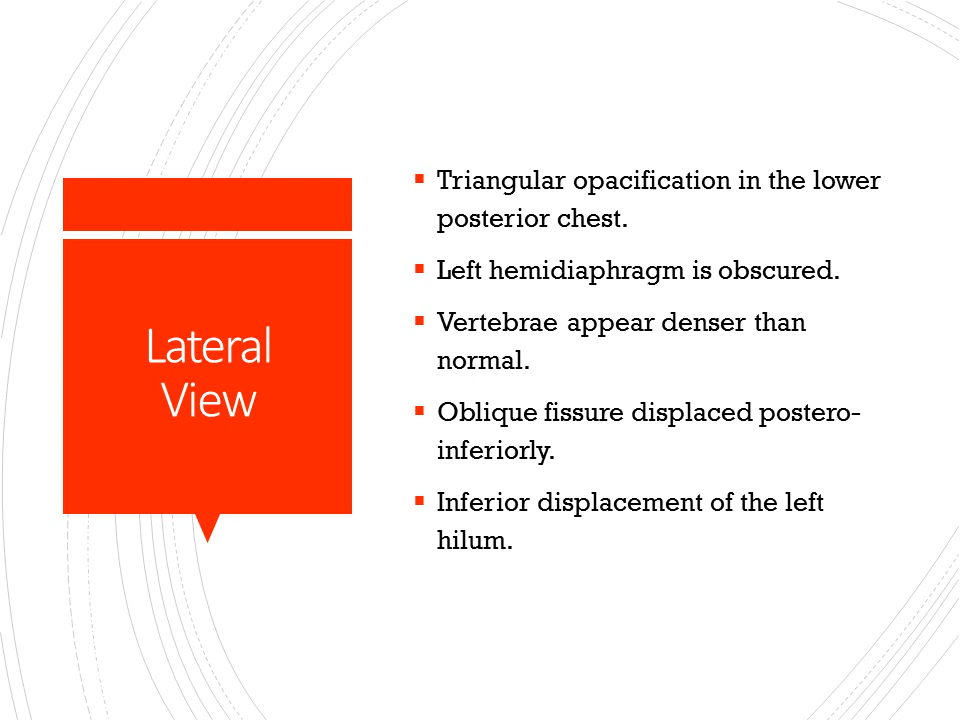 Lateral
View
▪ Triangular opacification in the lower
posterior chest.
▪ Left hemidiaphragm is obscured.
▪ Vertebrae appear denser than
normal.
▪ Oblique fissure displaced postero-
inferiorly.
▪ Inferior displacement of the left
hilum.